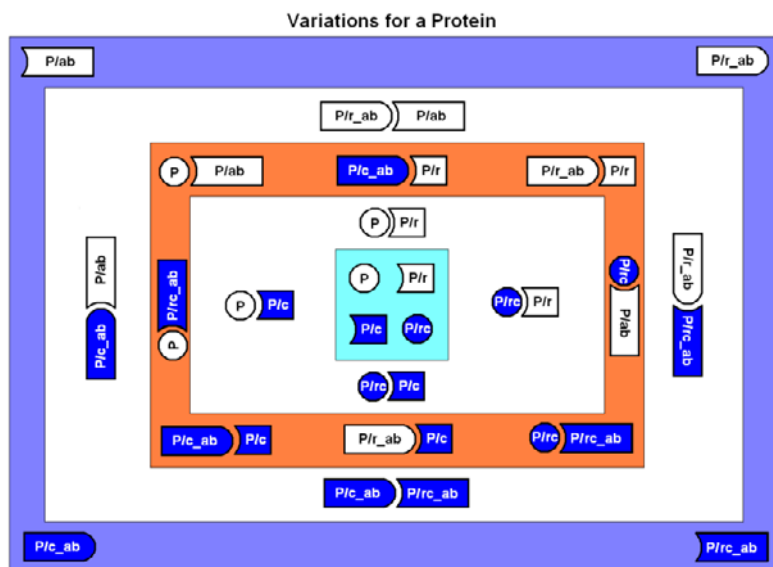 Variations for a Protein
P/ab
P/r_ab
P/r_ab P/ab
P P/ab
P/c_ab P/r
P/r_ab P/r
P P/r
P/ab
P/c_ab
P/rc_ab
P
P P/c
P P/r
P/c P/rc
P/rc P/r
P/rc
P/ab
P/r_ab
P/rc_ab
P/rc P/c
P/c_ab P/c
P/r_ab P/c
P/rc P/rc_ab
P/c_ab P/rc_ab
P/c_ab
P/rc_ab